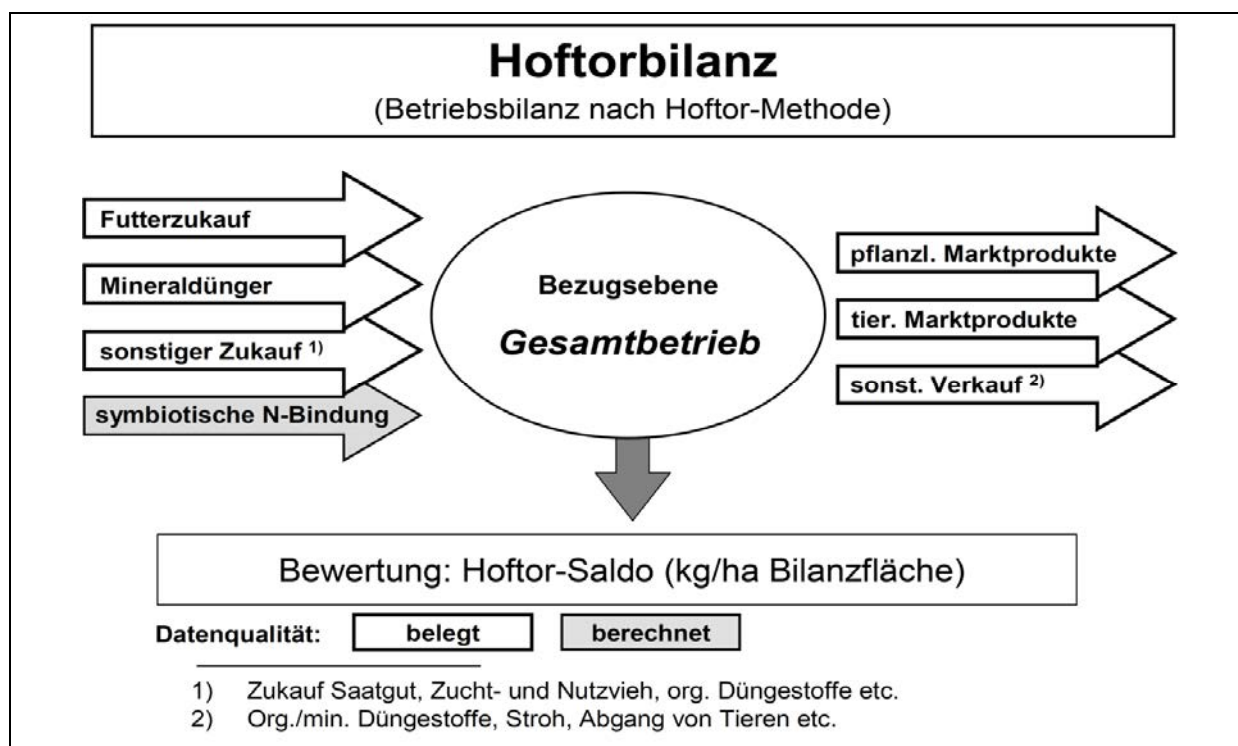 Hoftorbilanz
(Betriebsbilanz nach Hoftor-Methode)
Futterzukauf
Mineraldünger
sonstiger Zukauf 1)
symbiotische N-Bindung
Bezugsebene
Gesamtbetrieb
pflanzl. Marktprodukte
tier. Marktprodukte
sonst. Verkauf 2)
Bewertung: Hoftor-Saldo (kg/ha Bilanzfläche)
Datenqualität: belegt berechnet
1) Zukauf Saatgut, Zucht- und Nutzvieh, org. Düngestoffe etc.
2) Org./min. Düngestoffe, Stroh, Abgang von Tieren etc.